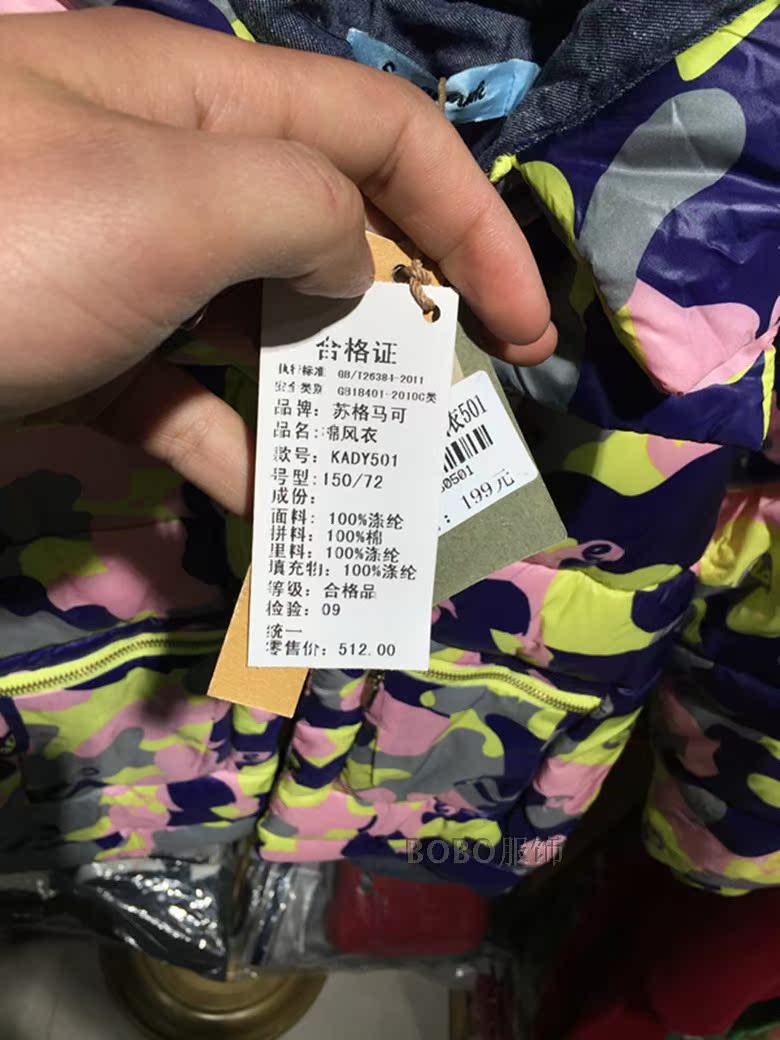 合格证
执行标准 GB/T26384-2011
安全类别 GB18401-2010C类
品牌：苏格马可
品名：棉风衣
款号：KADY501
号型：150/72
成份：
面料：100%涤纶
拼料：100%棉
里料：100%涤纶
填充物：100%涤纶
等级：合格品
检验：09
统一
零售价：512.00
衣501
0501
：199元
BOBO服饰